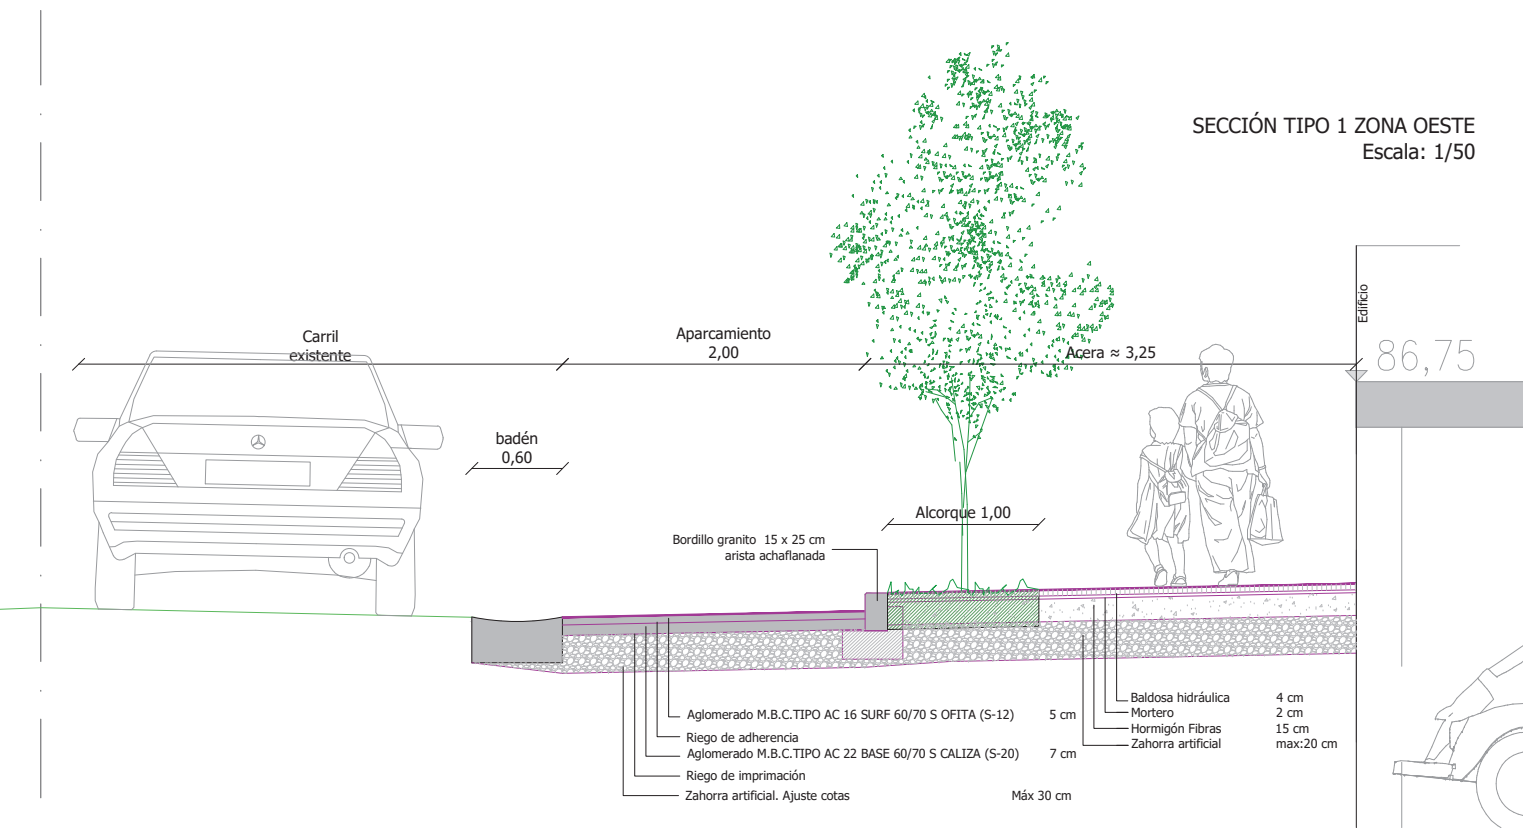 SECCIÓN TIPO 1 ZONA OESTE
Escala: 1/50
Edificio
Carril
existente
Aparcamiento
2,00
Acera ≈ 3,25
86,75
badén
0,60
Alcorque 1,00
Bordillo granito 15 x 25 cm
arista achaflanada
Aglomerado M.B.C.TIPO AC 16 SURF 60/70 S OFITA (S-12) 5 cm
Riego de adherencia
Aglomerado M.B.C.TIPO AC 22 BASE 60/70 S CALIZA (S-20) 7 cm
Riego de imprimación
Zahorra artificial. Ajuste cotas Máx 30 cm
Baldosa hidráulica 4 cm
Mortero 2 cm
Hormigón Fibras 15 cm
Zahorra artificial max:20 cm